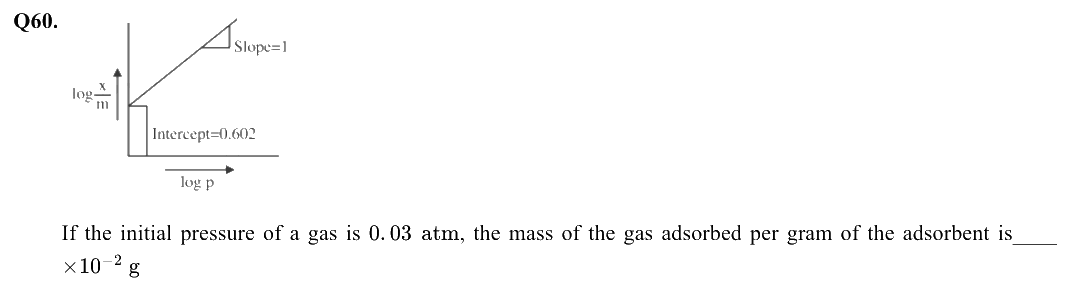 Q60.
Slope=1
log x/m
Intercept=0.602
log p
If the initial pressure of a gas is 0.03 atm, the mass of the gas adsorbed per gram of the adsorbent is____
×10⁻² g